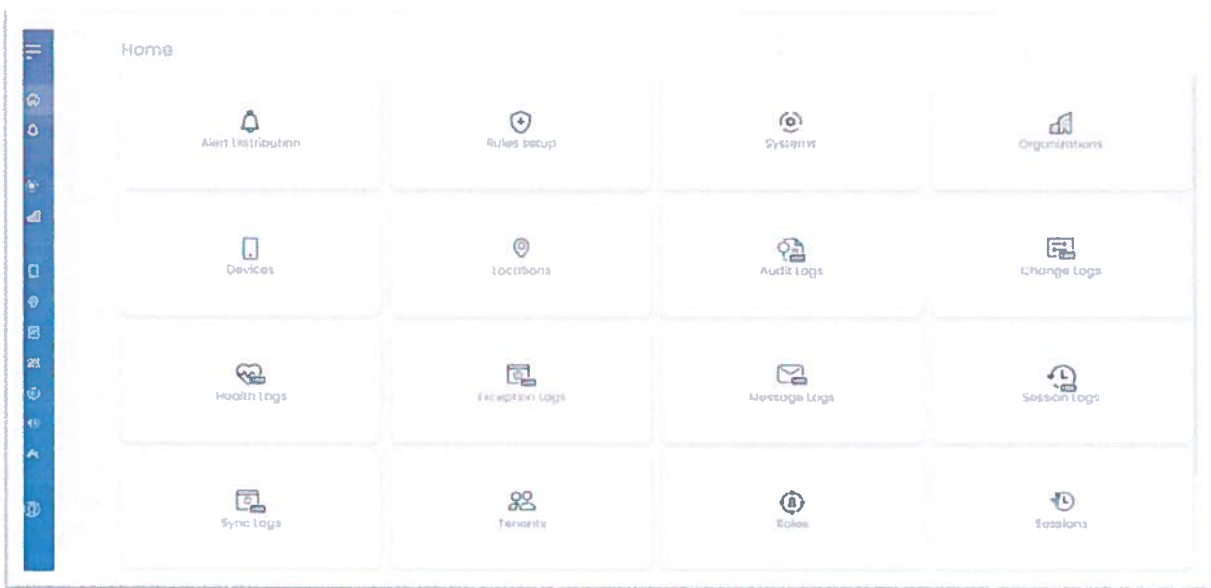 Home
Alert Distribution
Rules setup
Systems
Organizations
Devices
Locations
Audit Logs
Change Logs
Health Logs
Exception Logs
Message Logs
Session Logs
Sync Logs
Tenants
Roles
Sessions